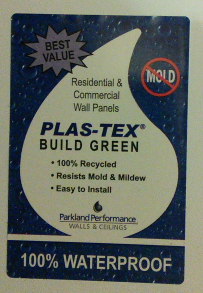 BEST
VALUE
Residential &
Commercial
Wall Panels
MOLD
PLAS-TEX®
BUILD GREEN
• 100% Recycled
• Resists Mold & Mildew
• Easy to Install
Parkland Performance
WALLS & CEILINGS
100% WATERPROOF